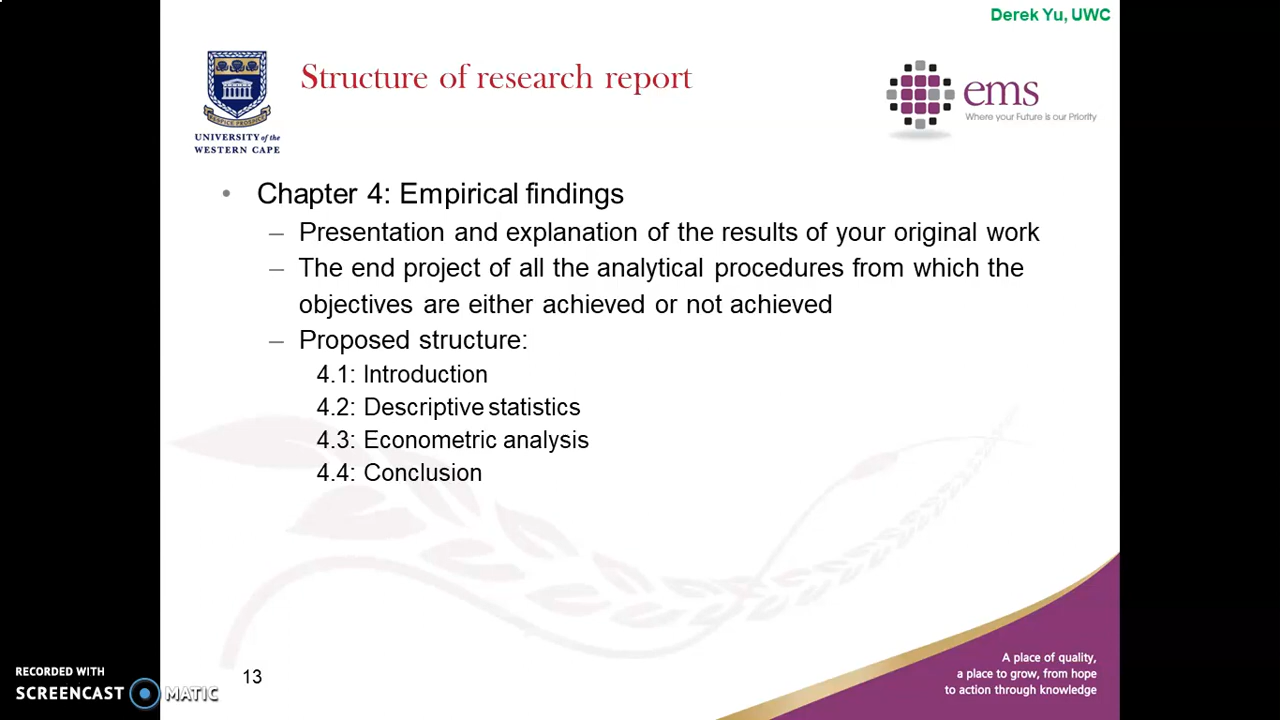 Derek Yu, UWC
Structure of research report
UNIVERSITY of the
WESTERN CAPE
ems
Where your Future is our Priority
• Chapter 4: Empirical findings
– Presentation and explanation of the results of your original work
– The end project of all the analytical procedures from which the
objectives are either achieved or not achieved
– Proposed structure:
4.1: Introduction
4.2: Descriptive statistics
4.3: Econometric analysis
4.4: Conclusion
A place of quality,
a place to grow, from hope
to action through knowledge
13
RECORDED WITH
SCREENCAST MATIC